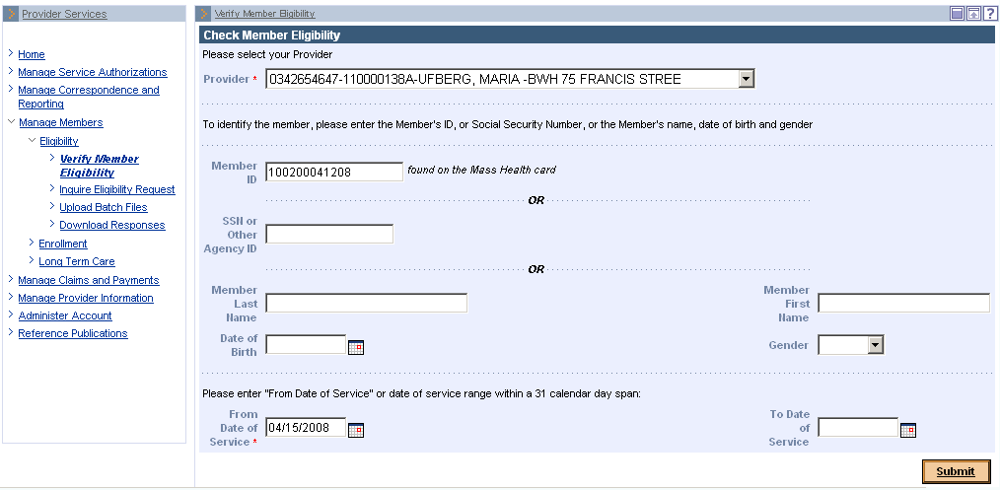 Provider Services
Home
Manage Service Authorizations
Manage Correspondence and
Reporting
Manage Members
Eligibility
Verify Member
Eligibility
Inquire Eligibility Request
Upload Batch Files
Download Responses
Enrollment
Long Term Care
Manage Claims and Payments
Manage Provider Information
Administer Account
Reference Publications
Verify Member Eligibility
?
Check Member Eligibility
Please select your Provider
Provider * 0342654647-110000138A-UFBERG, MARIA -BWH 75 FRANCIS STREE
To identify the member, please enter the Member's ID, or Social Security Number, or the Member's name, date of birth and gender
Member
ID
100200041208 found on the Mass Health card
OR
SSN or
Other
Agency ID
OR
Member
Last
Name
Member
First
Name
Date of
Birth
Gender
Please enter "From Date of Service" or date of service range within a 31 calendar day span:
From
Date of
Service *
04/15/2008
To Date
of
Service
Submit